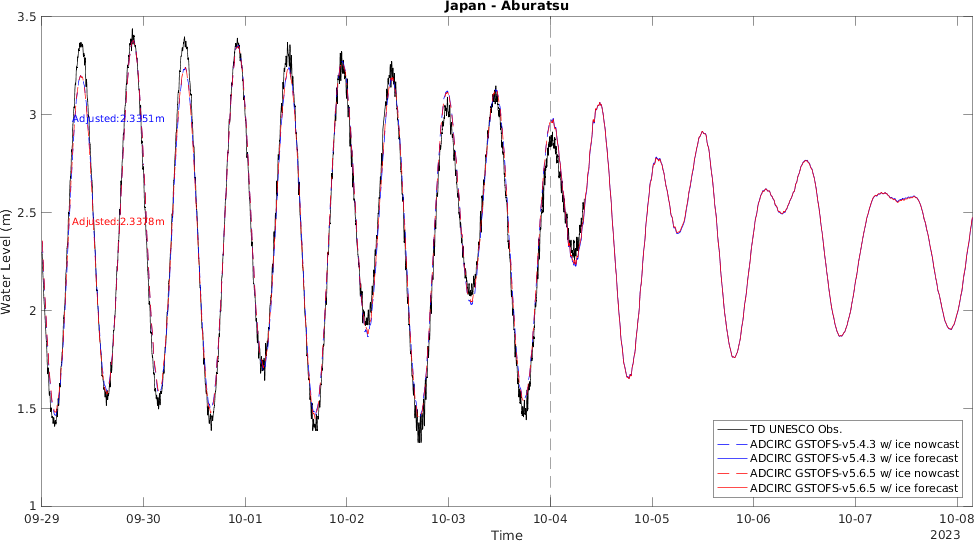 Japan - Aburatsu
3.5
3
2.5
2
1.5
1
Water Level (m)
Adjusted:2.3351m
Adjusted:2.3378m
TD UNESCO Obs.
ADCIRC GSTOFS-v5.4.3 w/ ice nowcast
ADCIRC GSTOFS-v5.4.3 w/ ice forecast
ADCIRC GSTOFS-v5.6.5 w/ ice nowcast
ADCIRC GSTOFS-v5.6.5 w/ ice forecast
09-29 09-30 10-01 10-02 10-03 10-04 10-05 10-06 10-07 10-08
Time
2023